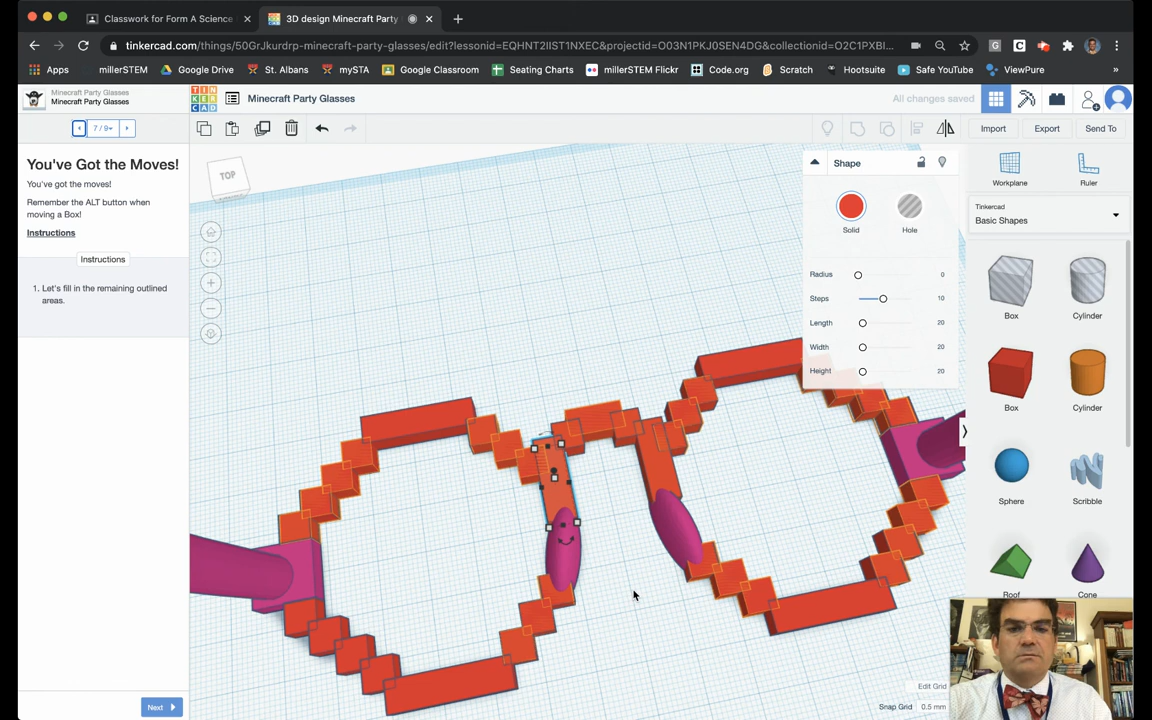 Classwork for Form A Science
3D design Minecraft Party
tinkercad.com/things/50GrJkurdrp-minecraft-party-glasses/edit?lessonid=EQHNT2IIST1NXEC&projectid=O03N1PKJ0SEN4DG&collectionid=O2C1PXBI...
Apps
millerSTEM
Google Drive
St. Albans
mySTA
Google Classroom
Seating Charts
millerSTEM Flickr
Code.org
Scratch
Hootsuite
Safe YouTube
ViewPure
»
Minecraft Party Glasses
Minecraft Party Glasses
TIN
KER
CAD
Minecraft Party Glasses
All changes saved
7 / 9
Import
Export
Send To
You've Got the Moves!
You've got the moves!
Remember the ALT button when
moving a Box!
Instructions
Instructions
1. Let's fill in the remaining outlined
areas.
Next
TOP
Shape
Solid
Hole
Radius 0
Steps 10
Length 20
Width 20
Height 20
Workplane
Ruler
Tinkercad
Basic Shapes
Box
Cylinder
Box
Cylinder
Sphere
Scribble
Roof
Cone
Edit Grid
Snap Grid 0.5 mm